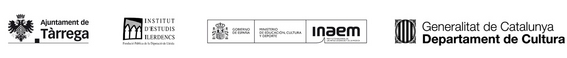 Ajuntament de
Tàrrega
INSTITUT
D'ESTUDIS
ILERDENCS
GOBIERNO
DE ESPAÑA
MINISTERIO
DE EDUCACIÓN, CULTURA
Y DEPORTE
inaem
Generalitat de Catalunya
Departament de Cultura